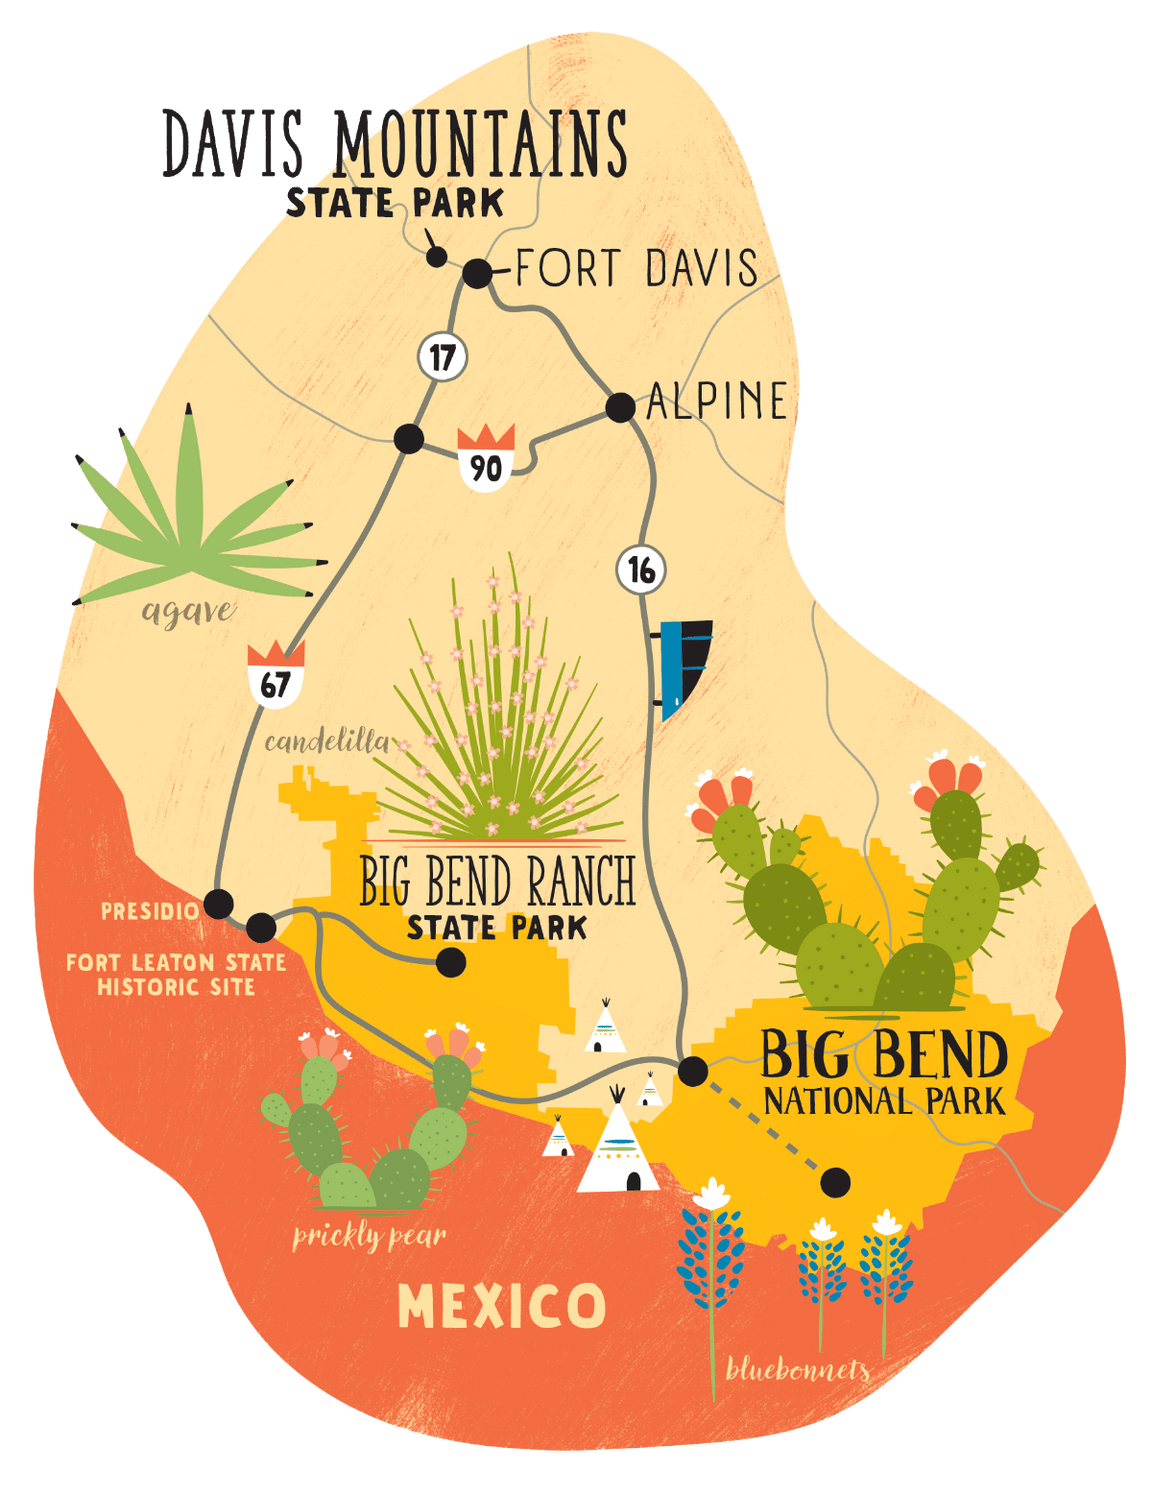 DAVIS MOUNTAINS
STATE PARK
FORT DAVIS
17
ALPINE
90
16
agave
67
candelilla
BIG BEND RANCH
STATE PARK
PRESIDIO
FORT LEATON STATE
HISTORIC SITE
BIG BEND
NATIONAL PARK
prickly pear
MEXICO
bluebonnets